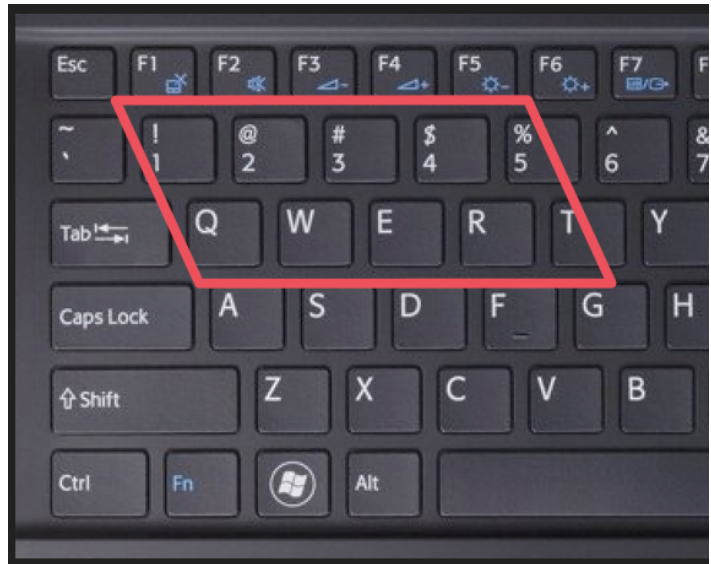 Esc F1 F2 F3 F4 F5 F6 F7 F
~ ! @ # $ % ^ &
` 1 2 3 4 5 6 7
Tab Q W E R T Y
Caps Lock A S D F G H
Shift Z X C V B
Ctrl Fn Alt